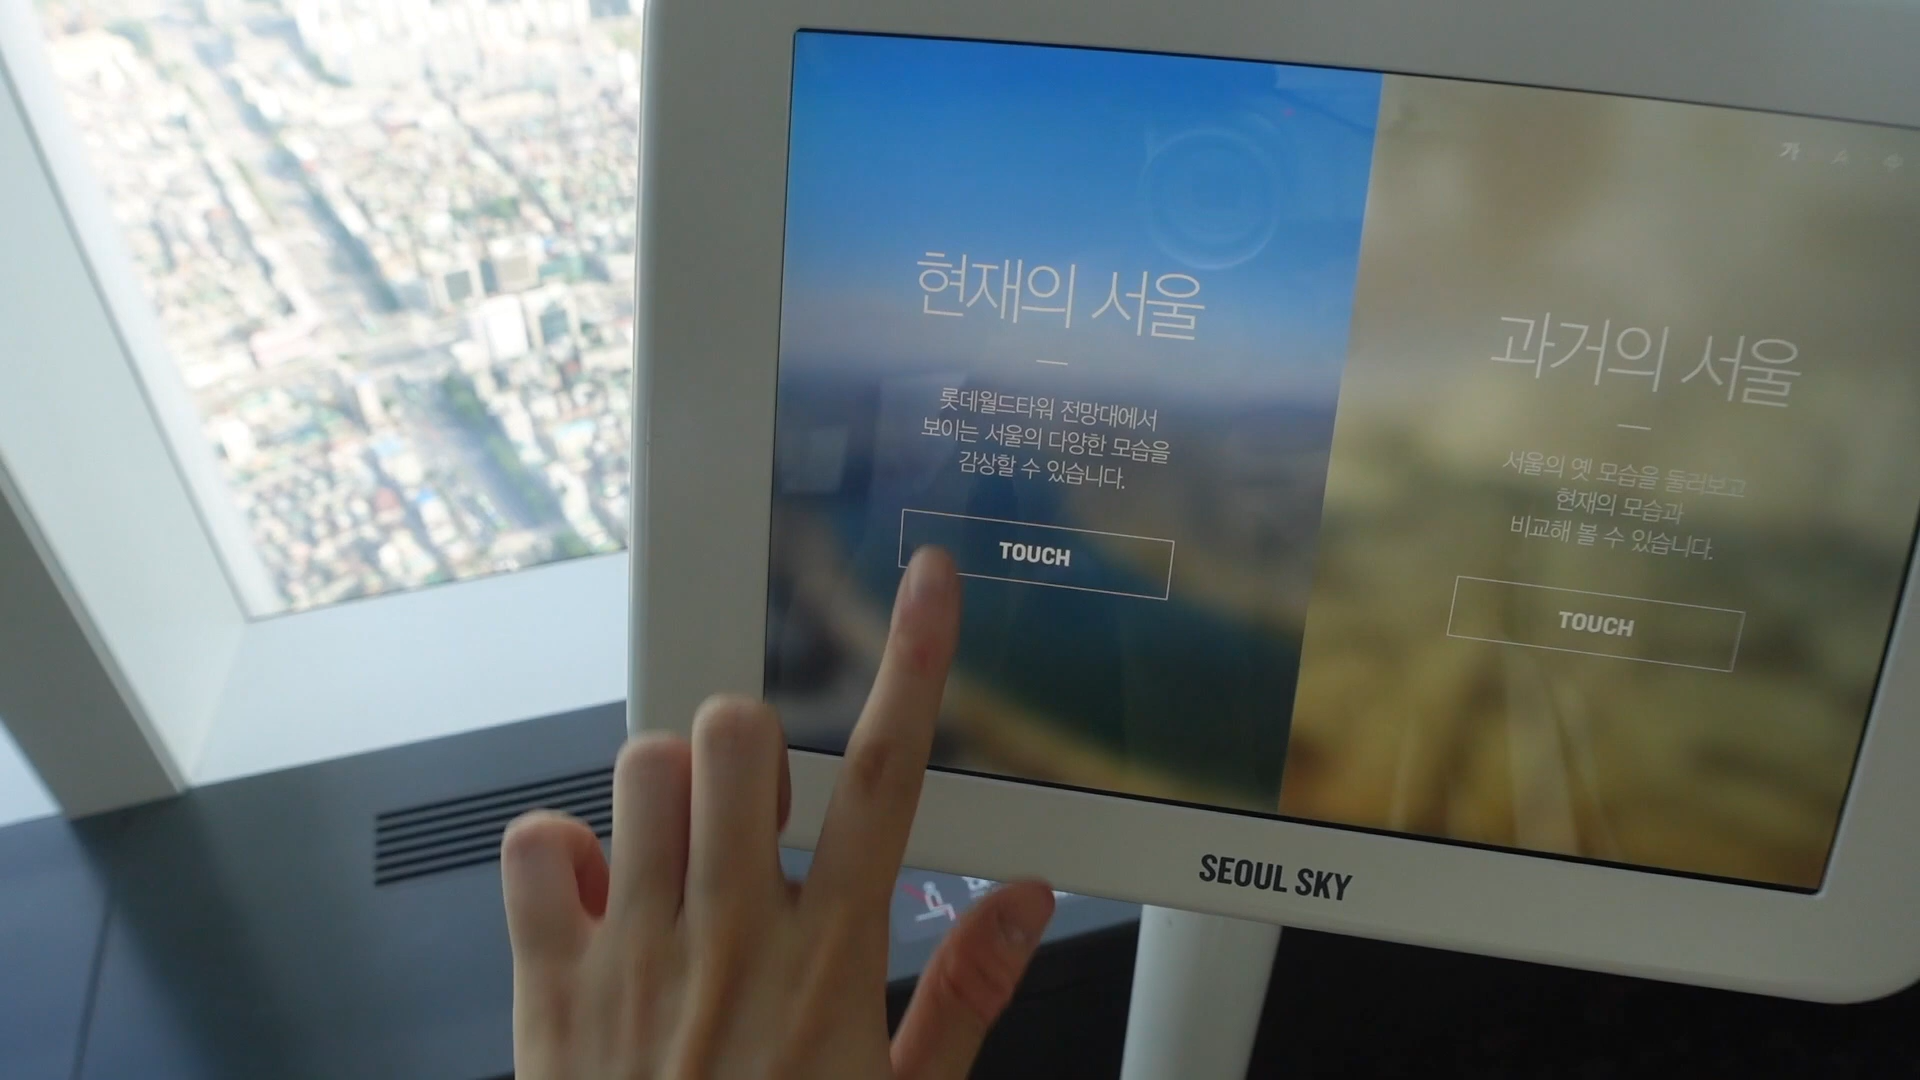 가 A
현재의 서울
롯데월드타워 전망대에서
보이는 서울의 다양한 모습을
감상할 수 있습니다.
TOUCH
과거의 서울
서울의 옛 모습을 둘러보고
현재의 모습과
비교해 볼 수 있습니다.
TOUCH
SEOUL SKY